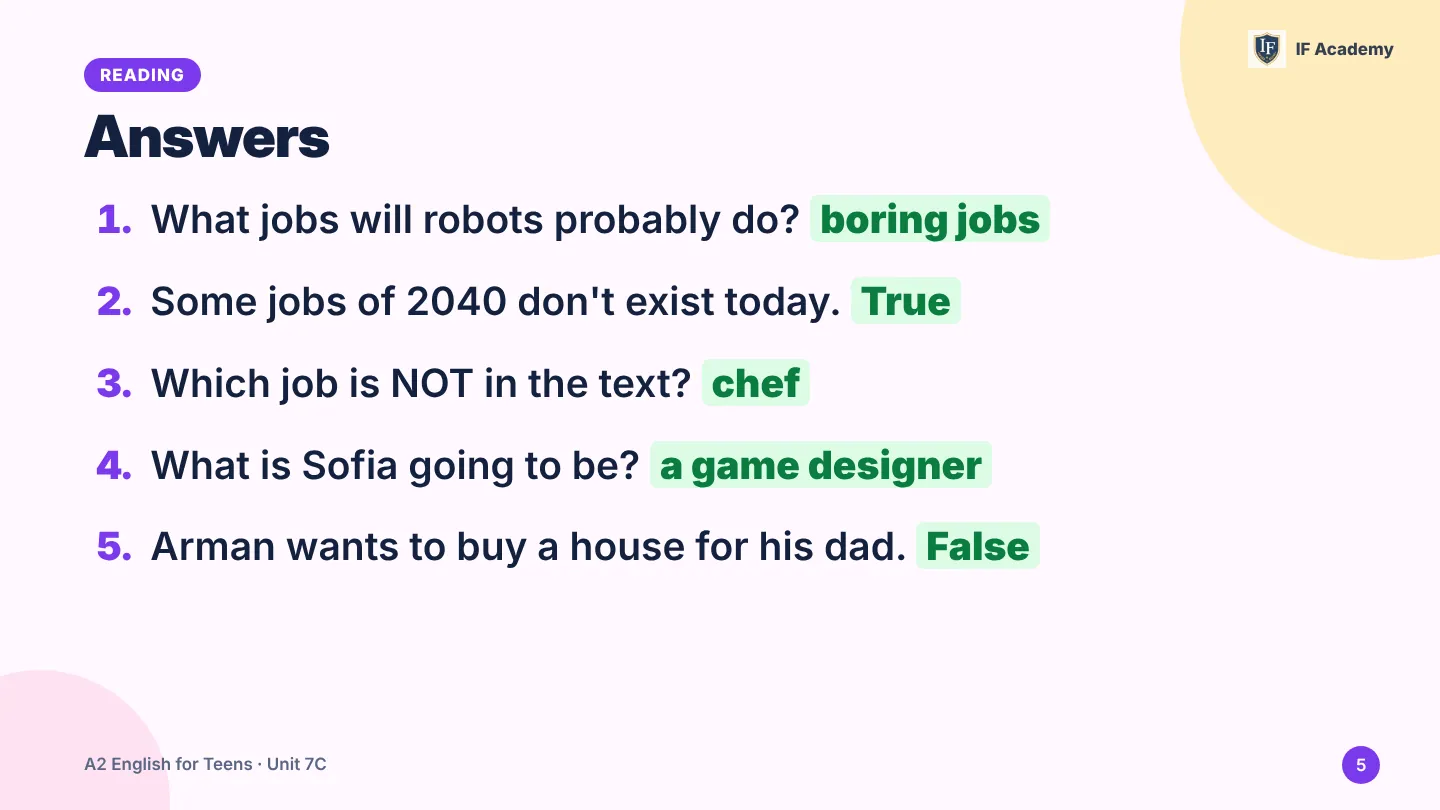 IF
IF Academy
READING
Answers
1. What jobs will robots probably do? boring jobs
2. Some jobs of 2040 don't exist today. True
3. Which job is NOT in the text? chef
4. What is Sofia going to be? a game designer
5. Arman wants to buy a house for his dad. False
A2 English for Teens · Unit 7C
5